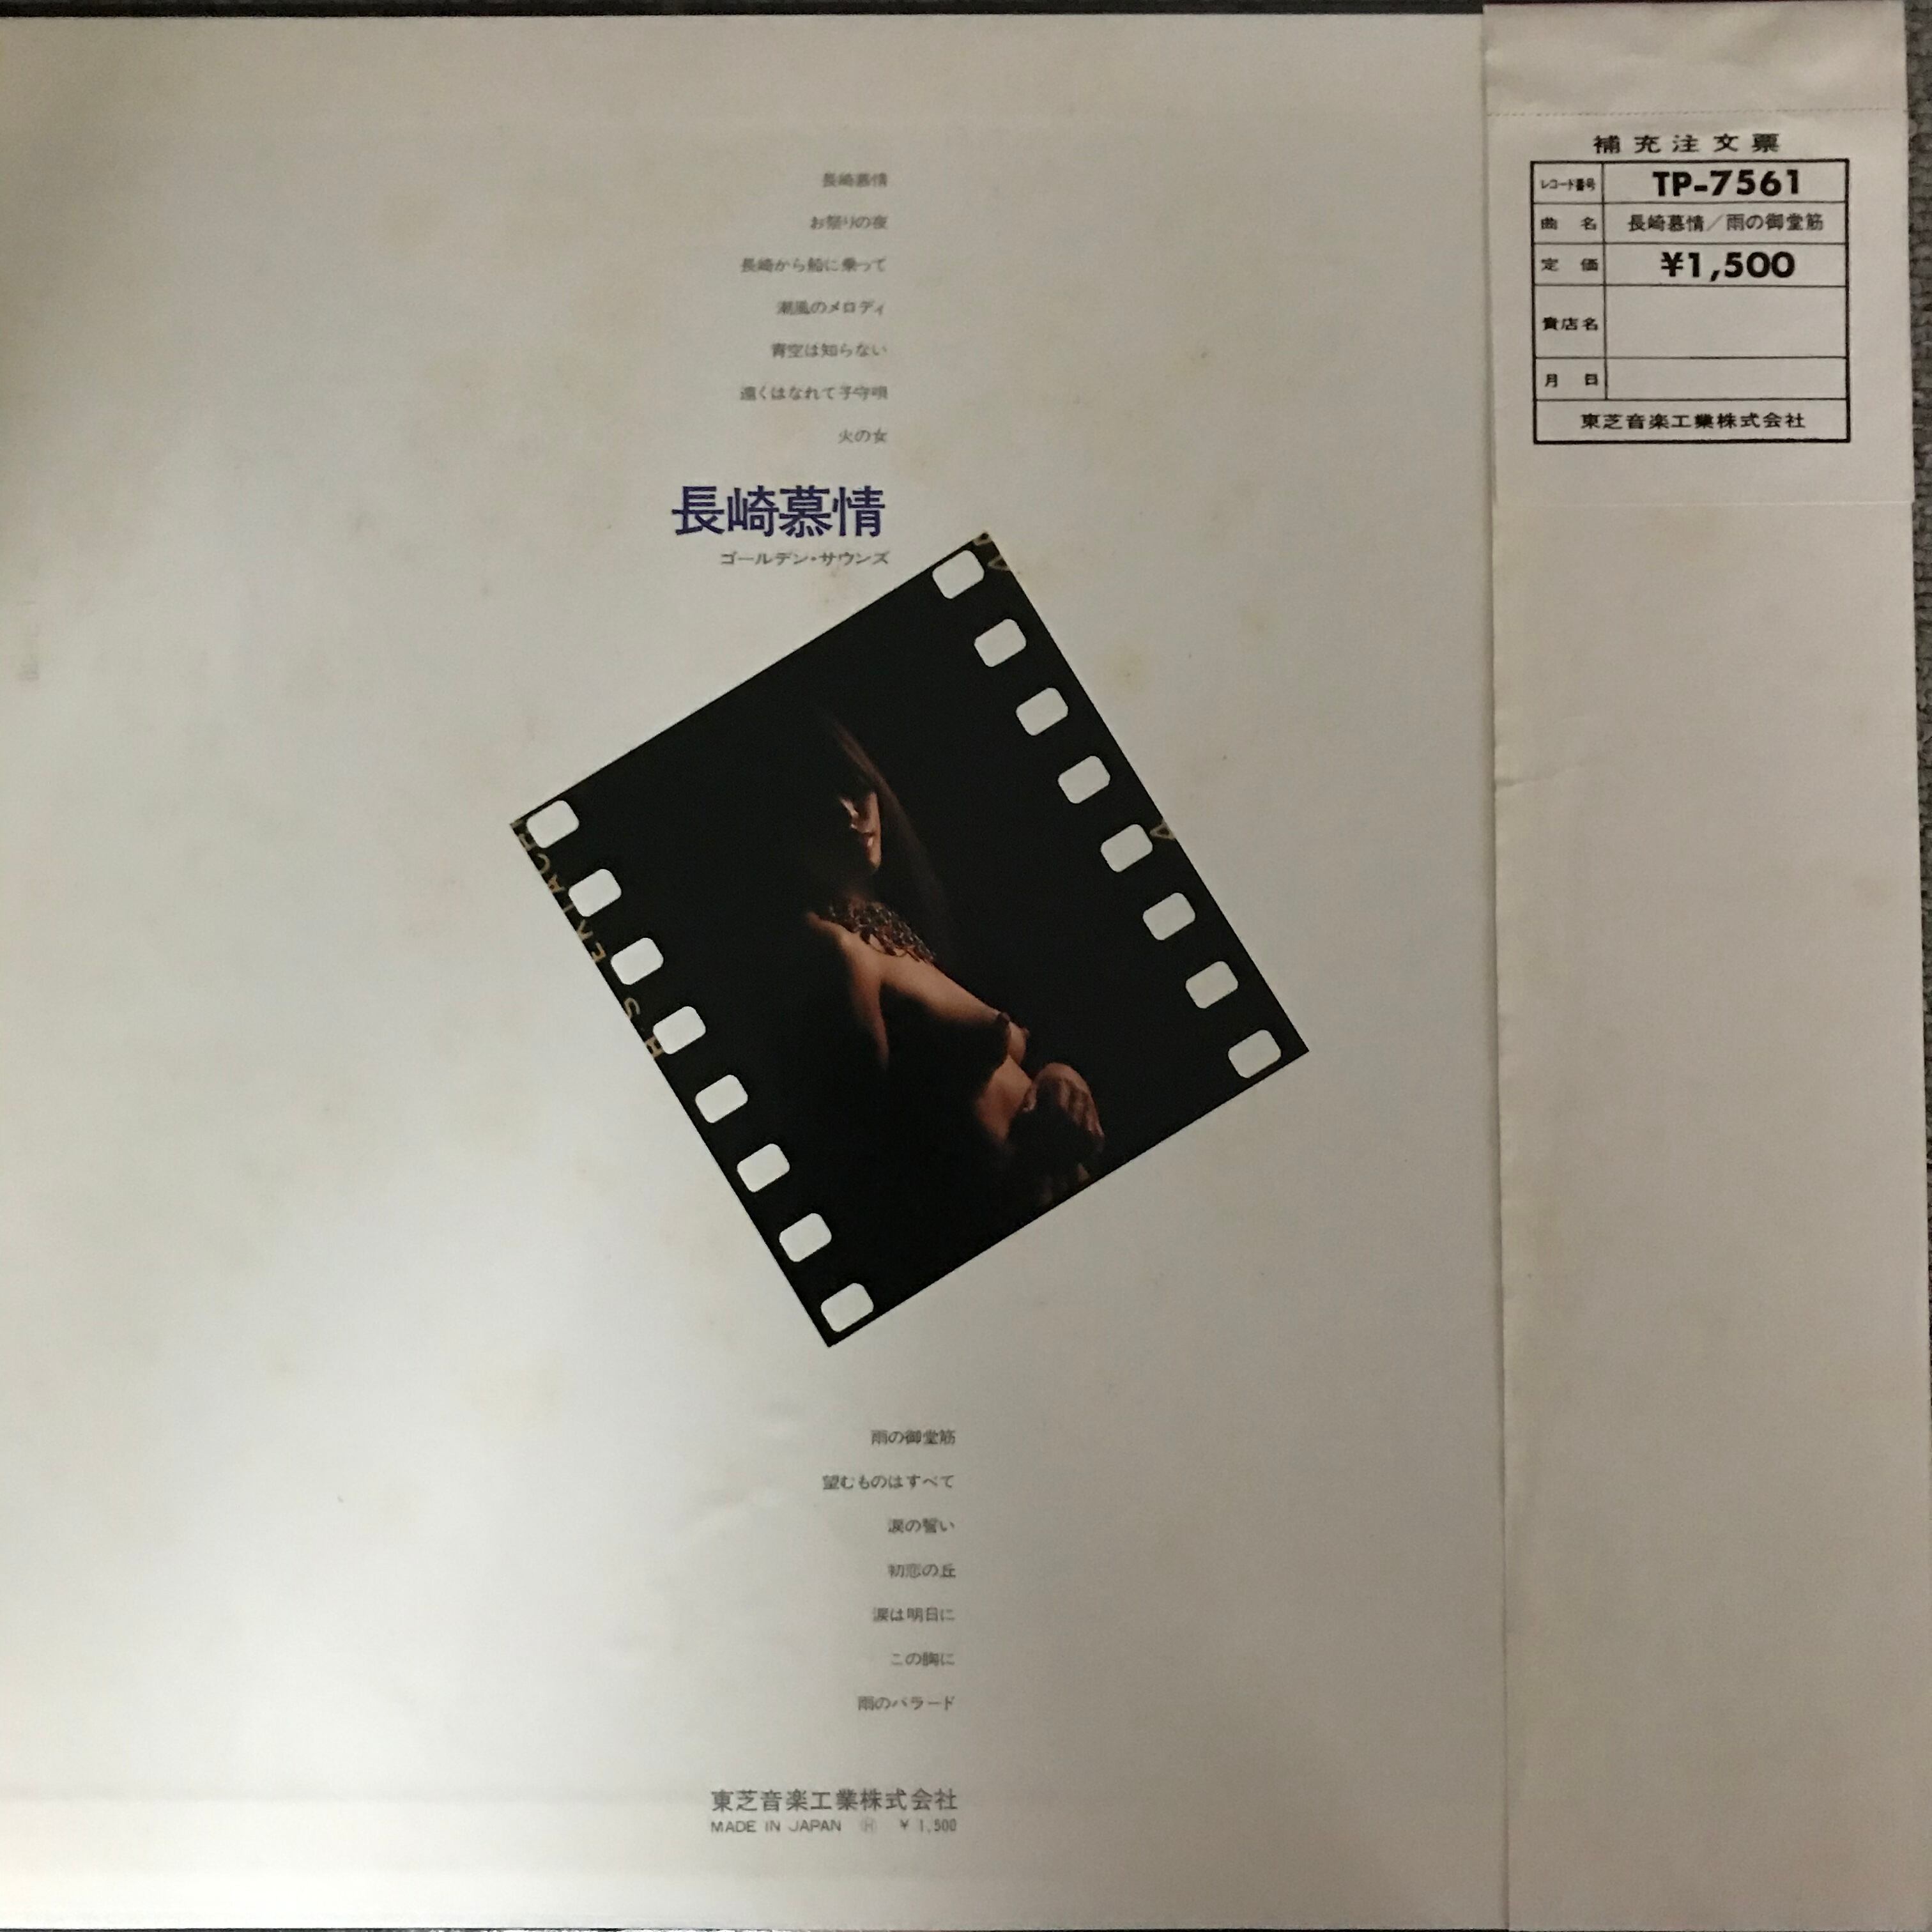 長崎慕情
お祭りの夜
長崎から船に乗って
潮風のメロディ
青空は知らない
遠くはなれて子守唄
火の女
長崎慕情
ゴールデン・サウンズ
雨の御堂筋
望むものはすべて
涙の誓い
初恋の丘
涙は明日に
この胸に
雨のバラード
東芝音楽工業株式会社
MADE IN JAPAN Ⓗ ¥ 1,500
補充注文票
レコード番号 TP-7561
曲名 長崎慕情/雨の御堂筋
定価 ¥1,500
貴店名
月日
東芝音楽工業株式会社